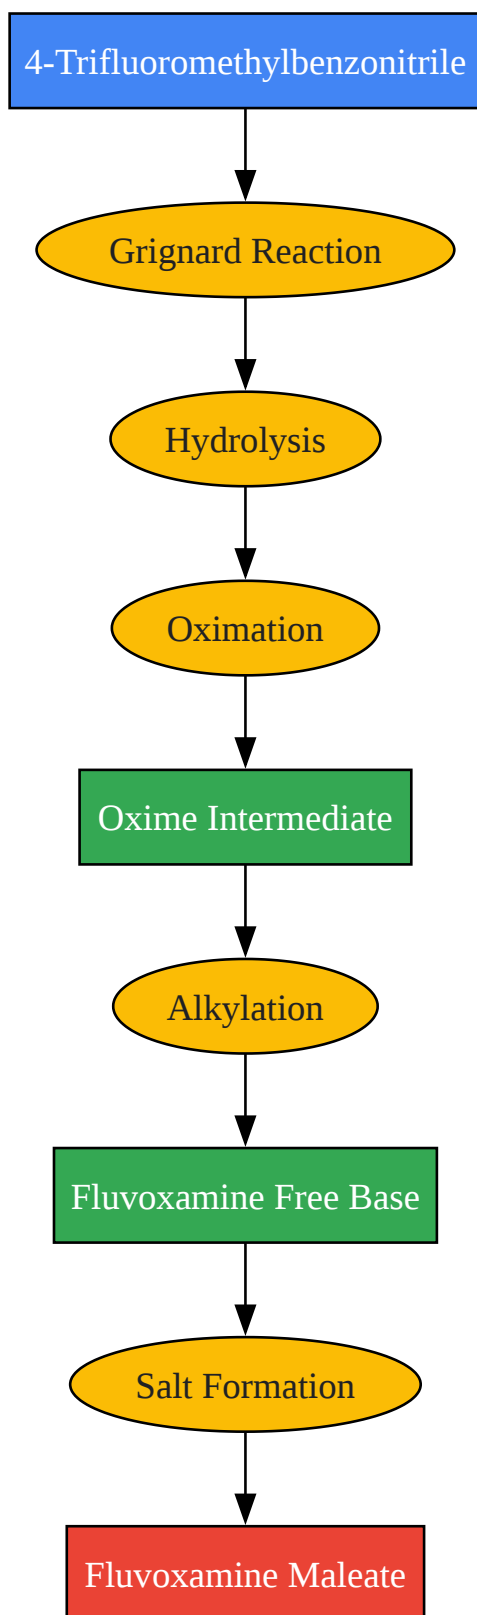 4-Trifluoromethylbenzonitrile
Grignard Reaction
Hydrolysis
Oximation
Oxime Intermediate
Alkylation
Fluvoxamine Free Base
Salt Formation
Fluvoxamine Maleate